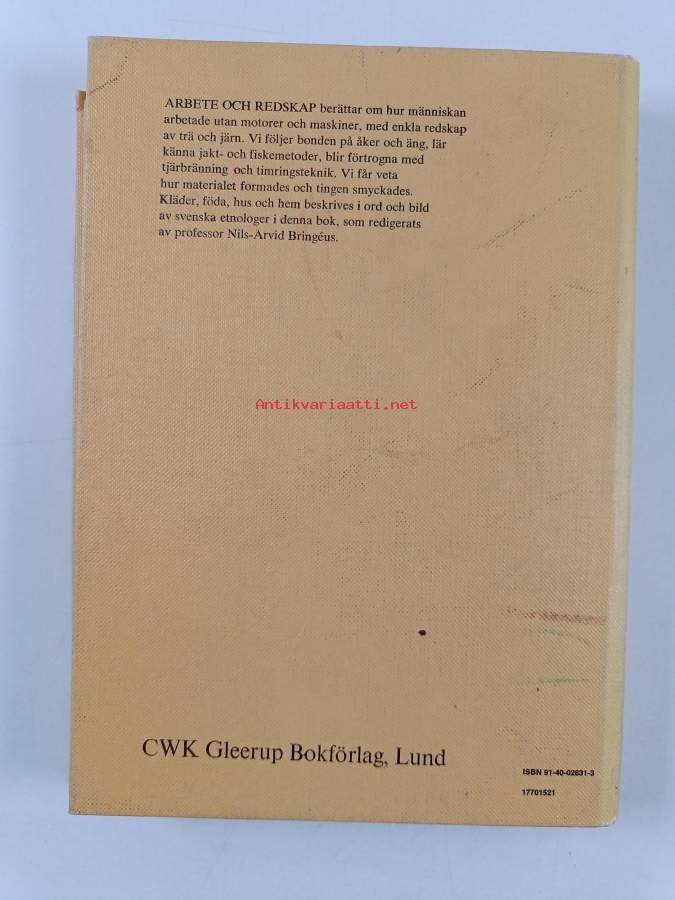 ARBETE OCH REDSKAP berättar om hur människan
arbetade utan motorer och maskiner, med enkla redskap
av trä och järn. Vi följer bonden på åker och äng, lär
känna jakt- och fiskemetoder, blir förtrogna med
tjärbränning och timringsteknik. Vi får veta
hur materialet formades och tingen smyckades.
Kläder, föda, hus och hem beskrives i ord och bild
av svenska etnologer i denna bok, som redigerats
av professor Nils-Arvid Bringéus.
Antikvariaatti.net
CWK Gleerup Bokförlag, Lund
ISBN 91-40-02831-3
17701521